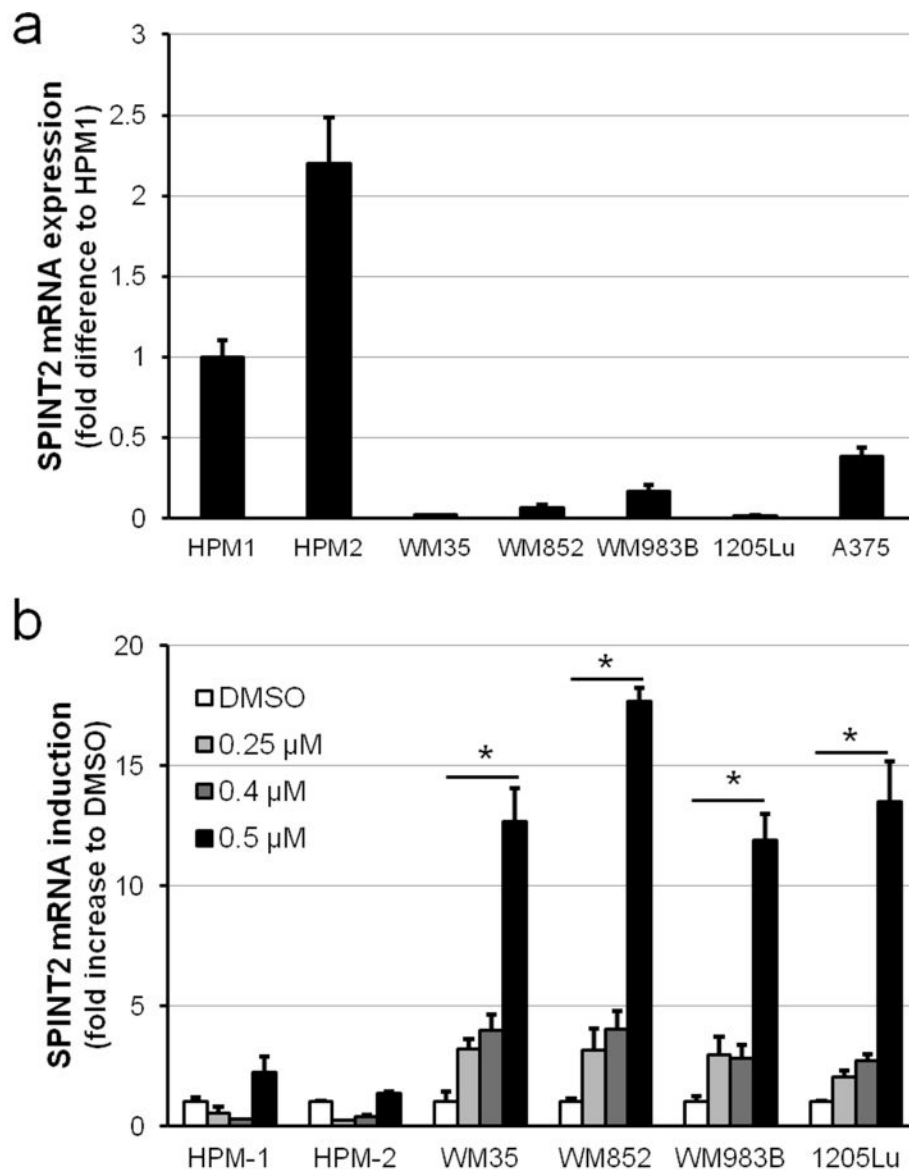 a
SPINT2 mRNA expression
(fold difference to HPM1)
3
2.5
2
1.5
1
0.5
0
HPM1 HPM2 WM35 WM852 WM983B 1205Lu A375
b
SPINT2 mRNA induction
(fold increase to DMSO)
20
15
10
5
0
DMSO
0.25 µM
0.4 µM
0.5 µM
* * * *
HPM-1 HPM-2 WM35 WM852 WM983B 1205Lu